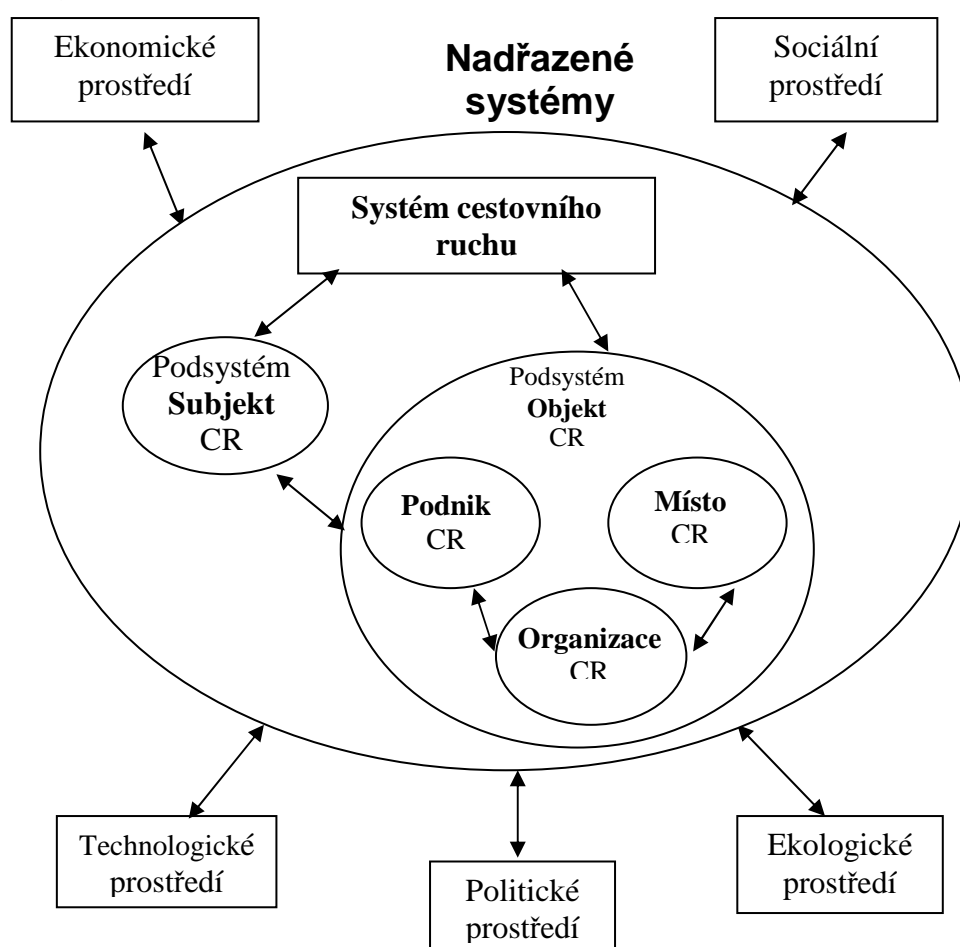 Ekonomické
prostředí
Nadřazené
systémy
Sociální
prostředí
Systém cestovního
ruchu
Podsystém
Subjekt
CR
Podsystém
Objekt
CR
Podnik
CR
Místo
CR
Organizace
CR
Technologické
prostředí
Politické
prostředí
Ekologické
prostředí